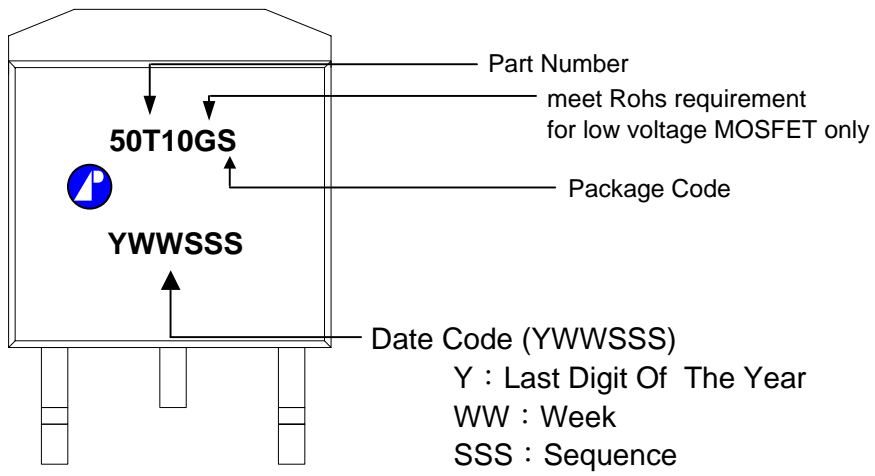 Part Number
meet Rohs requirement
for low voltage MOSFET only
50T10GS
Package Code
YWWSSS
Date Code (YWWSSS)
Y：Last Digit Of The Year
WW：Week
SSS：Sequence